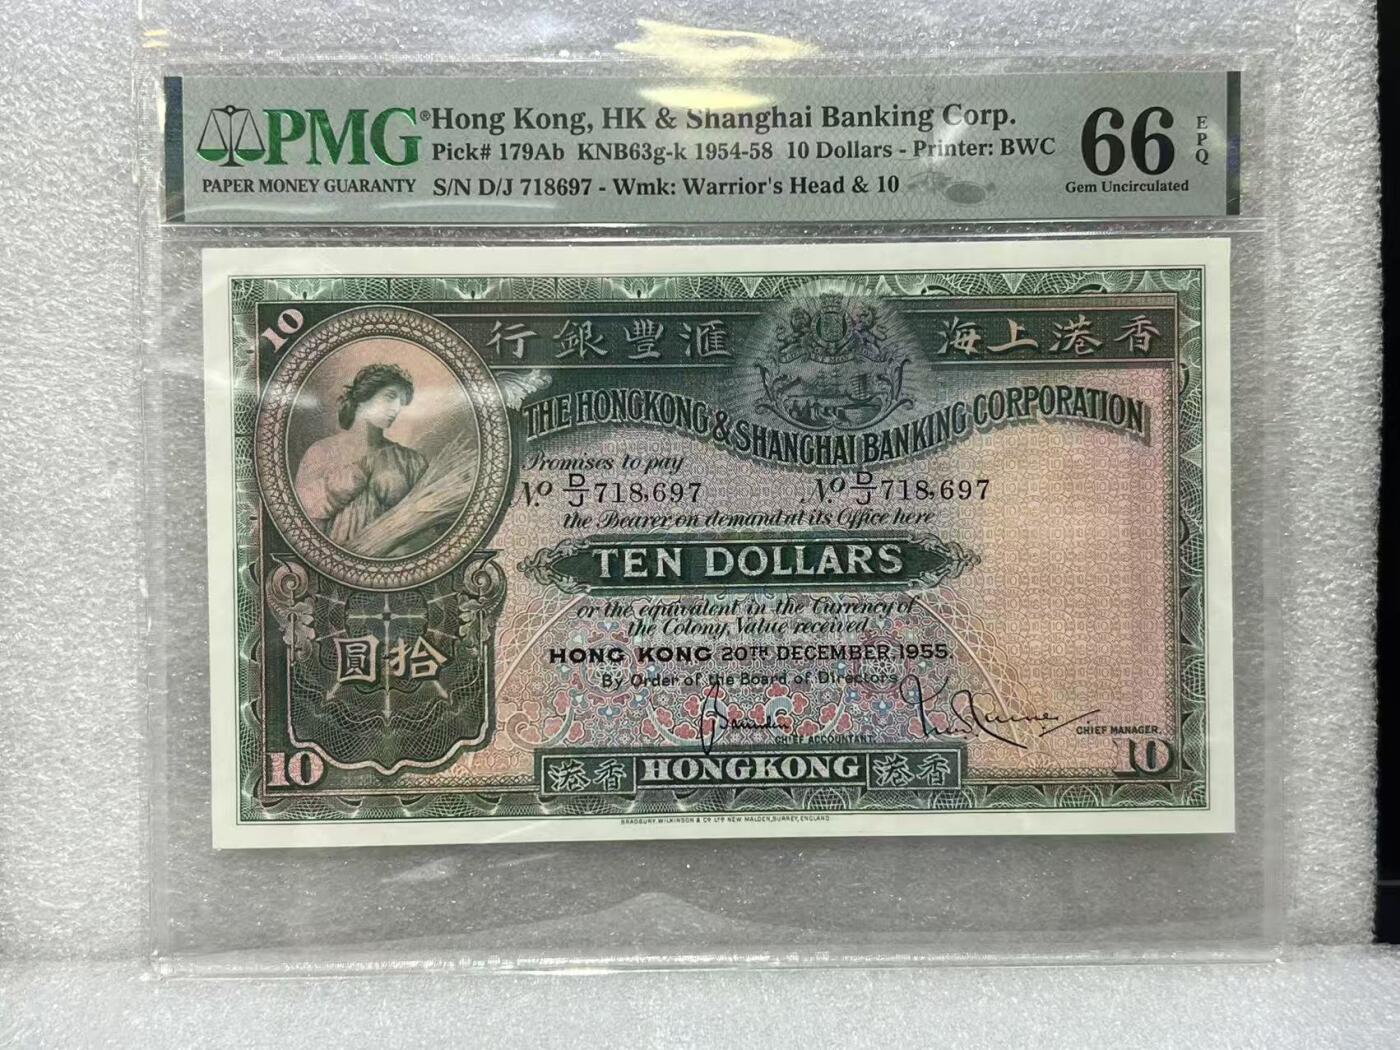 PMG® Hong Kong, HK & Shanghai Banking Corp. 66 EPQ
Pick# 179Ab KNB63g-k 1954-58 10 Dollars - Printer: BWC
PAPER MONEY GUARANTY S/N D/J 718697 - Wmk: Warrior's Head & 10 Gem Uncirculated
10
行銀豐滙 海上港香
THE HONGKONG & SHANGHAI BANKING CORPORATION
Promises to pay
No. D/J 718,697 No. D/J 718,697
the Bearer on demand at its Office here
TEN DOLLARS
or the equivalent in the Currency of
the Colony, Value received.
圓拾
HONG KONG 20TH DECEMBER, 1955.
By Order of the Board of Directors
CHIEF ACCOUNTANT. CHIEF MANAGER.
10 港香 HONGKONG 港香 10
BRADBURY, WILKINSON & Co LTD NEW MALDEN, SURREY, ENGLAND.